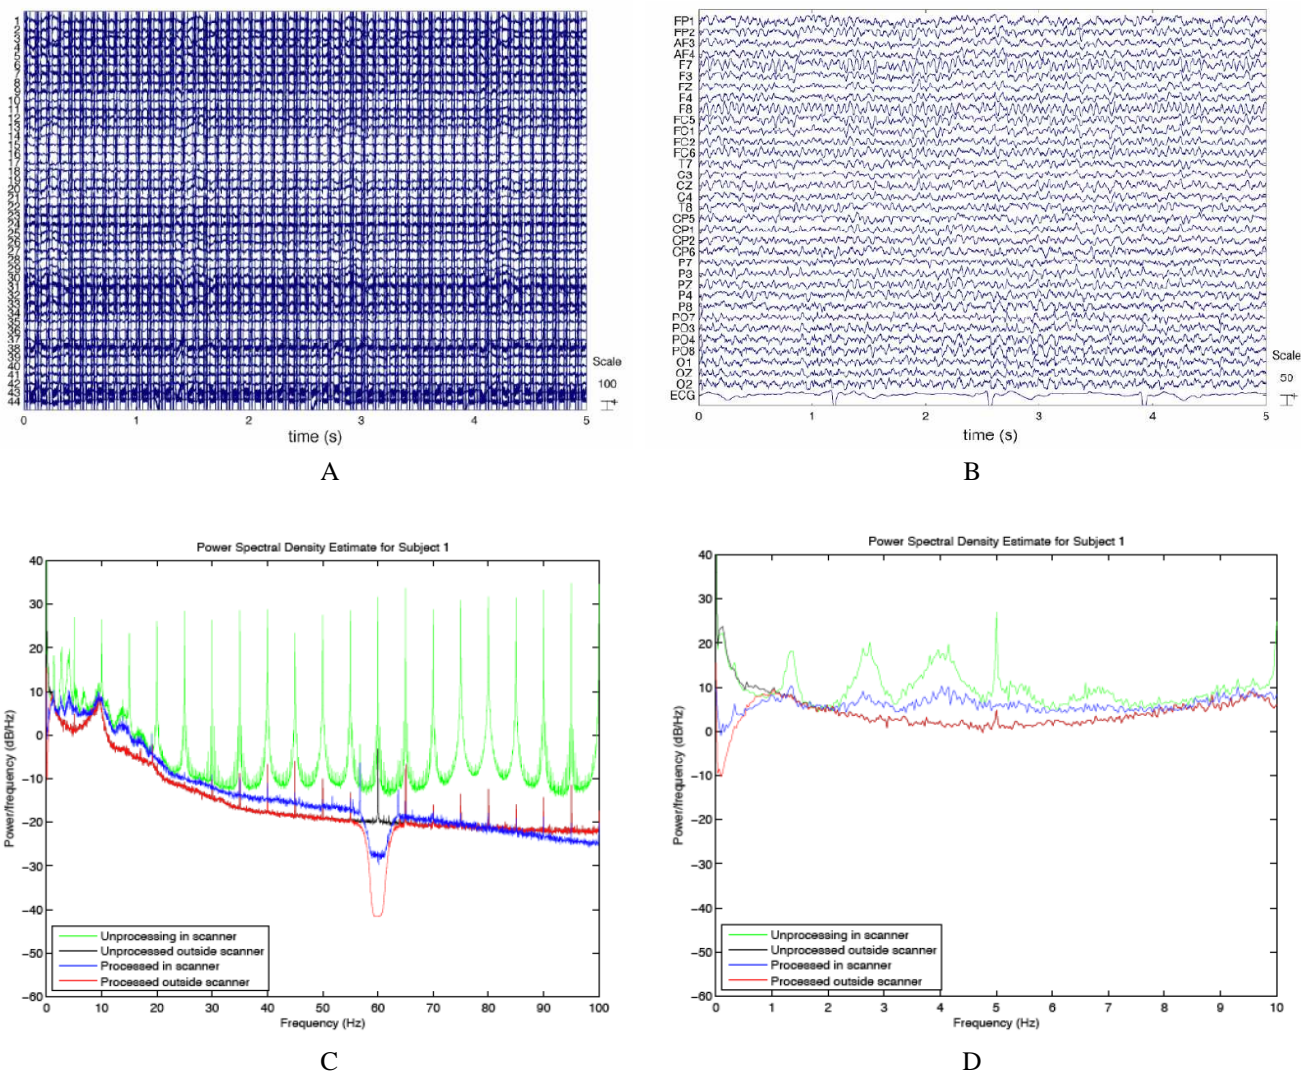 1
2
3
4
5
6
7
8
9
10
11
12
13
14
15
16
17
18
19
20
21
22
23
24
25
26
27
28
29
30
31
32
33
34
35
36
37
38
39
40
41
42
43
44
0 1 2 3 4 5
time (s)
Scale
100
+
A
FP1
FP2
AF3
AF4
F7
F3
FZ
F4
F8
FC5
FC1
FC2
FC6
T7
C3
CZ
C4
T8
CP5
CP1
CP2
CP6
P7
P3
PZ
P4
P8
PO7
PO3
PO4
PO8
O1
OZ
O2
ECG
0 1 2 3 4 5
time (s)
Scale
50
+
B
Power Spectral Density Estimate for Subject 1
Power/frequency (dB/Hz)
40
30
20
10
0
−10
−20
−30
−40
−50
−60
Unprocessing in scanner
Unprocessed outside scanner
Processed in scanner
Processed outside scanner
0 10 20 30 40 50 60 70 80 90 100
Frequency (Hz)
C
Power Spectral Density Estimate for Subject 1
Power/frequency (dB/Hz)
40
30
20
10
0
−10
−20
−30
−40
−50
−60
Unprocessing in scanner
Unprocessed outside scanner
Processed in scanner
Processed outside scanner
0 1 2 3 4 5 6 7 8 9 10
Frequency (Hz)
D